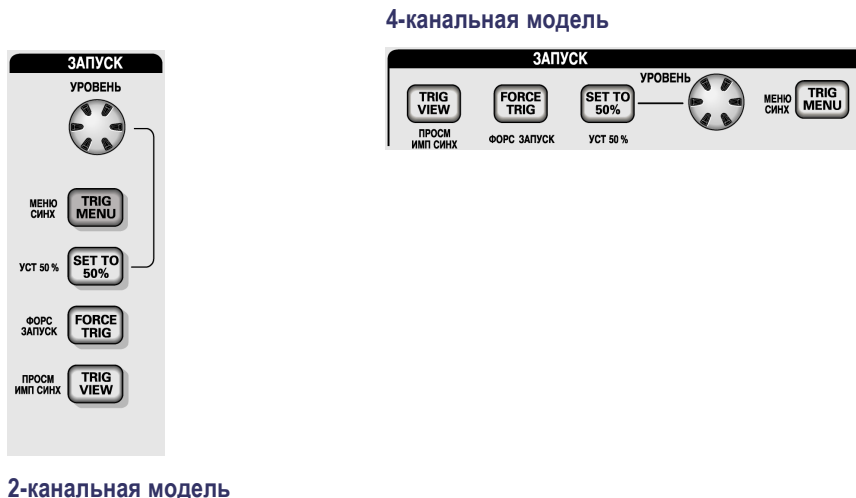 4-канальная модель
ЗАПУСК
УРОВЕНЬ
TRIG
VIEW
FORCE
TRIG
SET TO
50%
МЕНЮ
СИНХ
TRIG
MENU
ПРОСМ
ИМП СИНХ
ФОРС ЗАПУСК
УСТ 50 %
ЗАПУСК
УРОВЕНЬ
МЕНЮ
СИНХ
TRIG
MENU
УСТ 50 %
SET TO
50%
ФОРС
ЗАПУСК
FORCE
TRIG
ПРОСМ
ИМП СИНХ
TRIG
VIEW
2-канальная модель